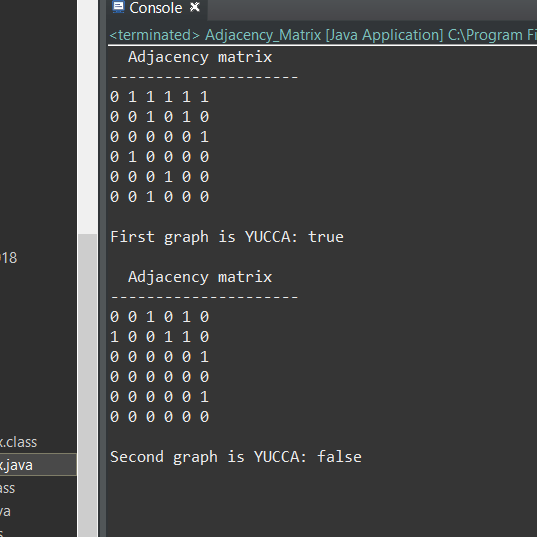 Console
<terminated> Adjacency_Matrix [Java Application] C:\Program Fi
Adjacency matrix
---------------------
0 1 1 1 1 1
0 0 1 0 1 0
0 0 0 0 0 1
0 1 0 0 0 0
0 0 0 1 0 0
0 0 1 0 0 0
First graph is YUCCA: true
Adjacency matrix
---------------------
0 0 1 0 1 0
1 0 0 1 1 0
0 0 0 0 0 1
0 0 0 0 0 0
0 0 0 0 0 1
0 0 0 0 0 0
Second graph is YUCCA: false
018
x.class
x.java
ass
va
s